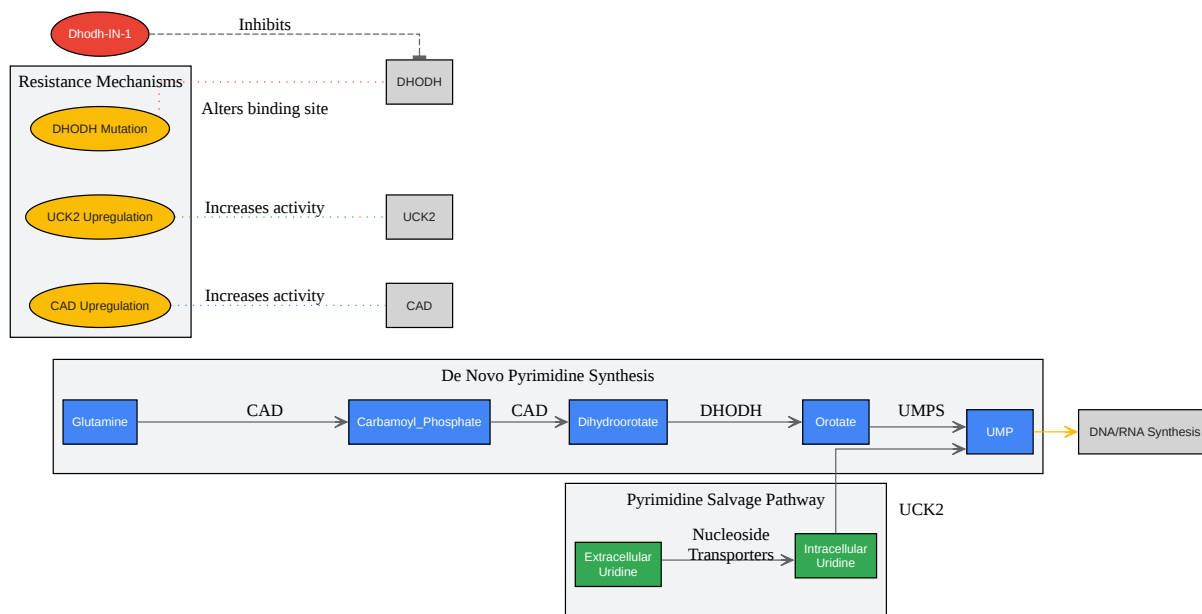 Dhodh-IN-1
Inhibits
Resistance Mechanisms
DHODH
Alters binding site
DHODH Mutation
UCK2 Upregulation
Increases activity
UCK2
CAD Upregulation
Increases activity
CAD
De Novo Pyrimidine Synthesis
Glutamine
CAD
Carbamoyl_Phosphate
CAD
Dihydroorotate
DHODH
Orotate
UMPS
UMP
DNA/RNA Synthesis
Pyrimidine Salvage Pathway
UCK2
Extracellular
Uridine
Nucleoside
Transporters
Intracellular
Uridine